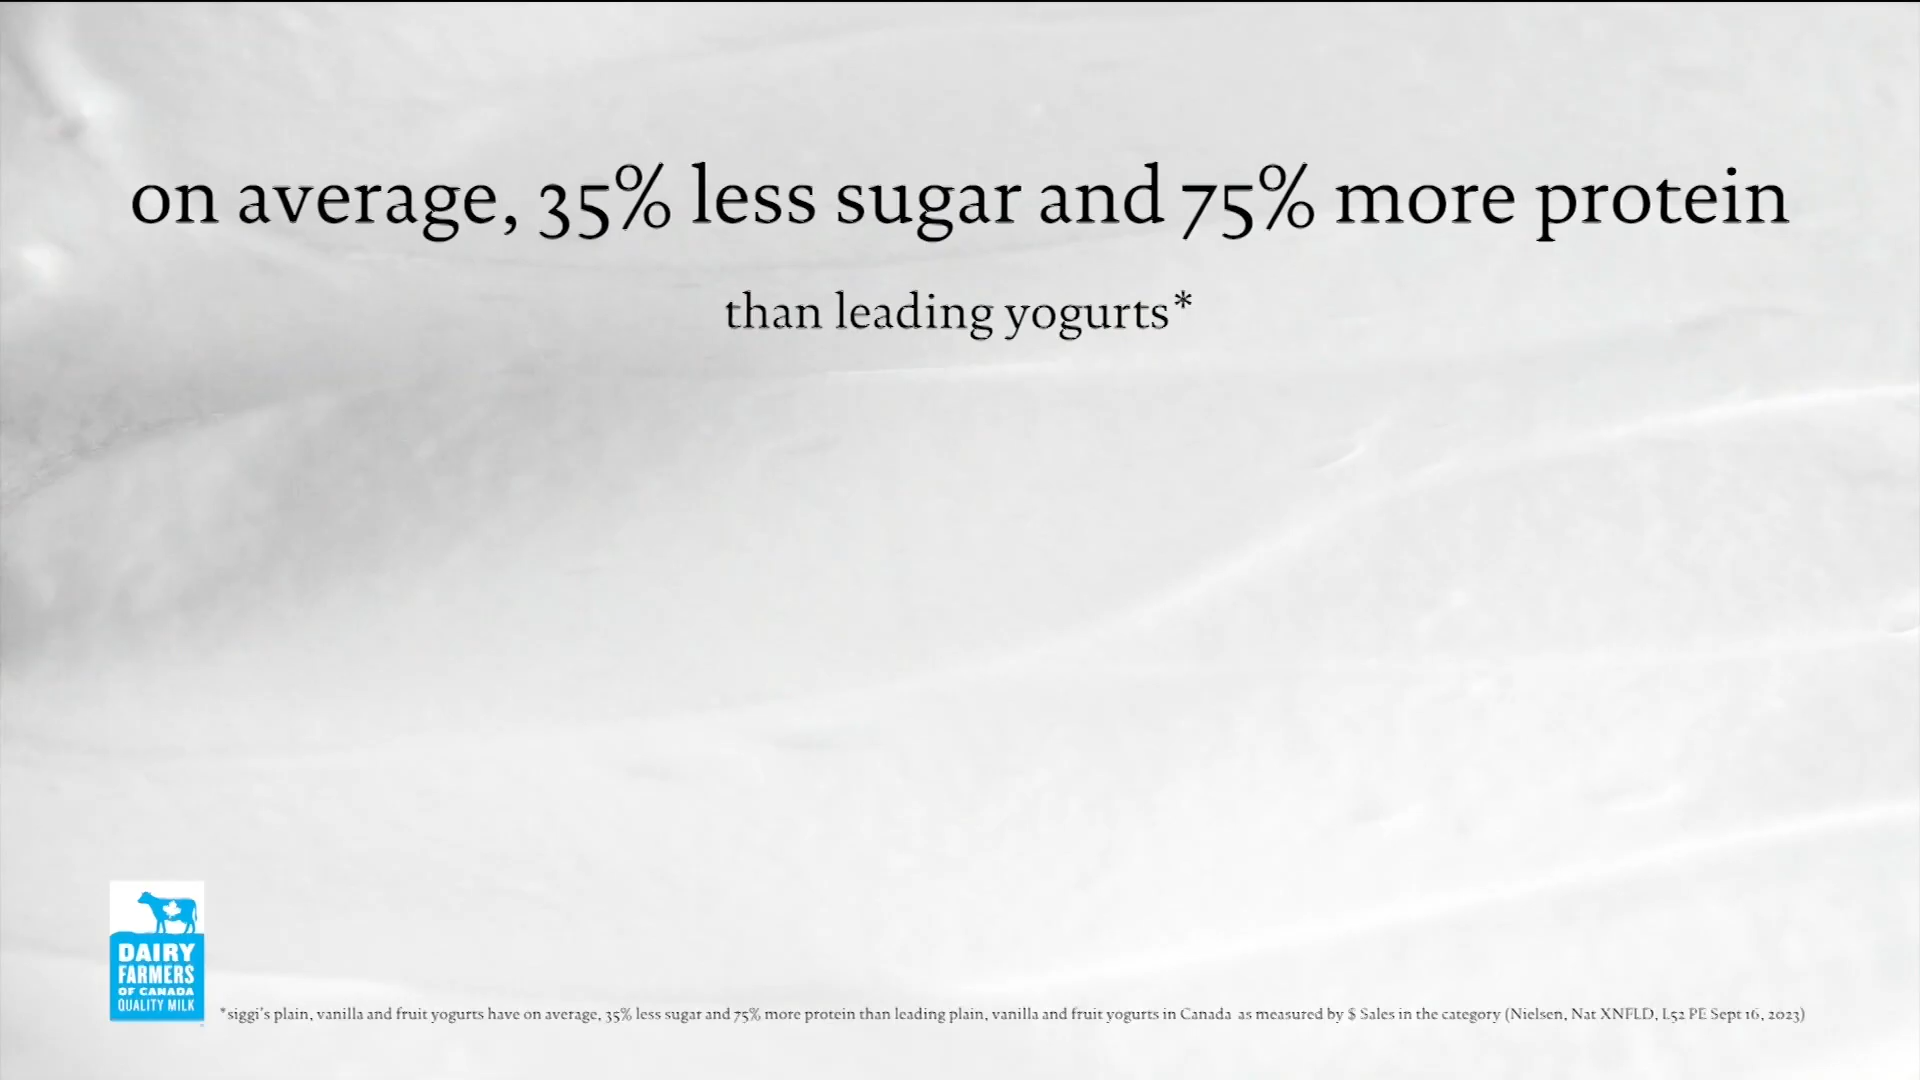 on average, 35% less sugar and 75% more protein
than leading yogurts*
DAIRY
FARMERS
OF CANADA
QUALITY MILK
*siggi's plain, vanilla and fruit yogurts have on average, 35% less sugar and 75% more protein than leading plain, vanilla and fruit yogurts in Canada as measured by $ Sales in the category (Nielsen, Nat XNFLD, L52 PE Sept 16, 2023)